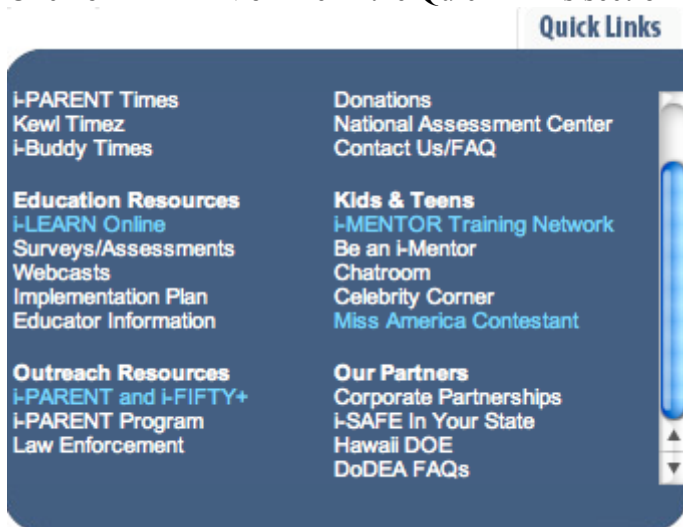 Quick Links
i-PARENT Times
Kewl Timez
i-Buddy Times
Education Resources
i-LEARN Online
Surveys/Assessments
Webcasts
Implementation Plan
Educator Information
Outreach Resources
i-PARENT and i-FIFTY+
i-PARENT Program
Law Enforcement
Donations
National Assessment Center
Contact Us/FAQ
Kids & Teens
i-MENTOR Training Network
Be an i-Mentor
Chatroom
Celebrity Corner
Miss America Contestant
Our Partners
Corporate Partnerships
i-SAFE In Your State
Hawaii DOE
DoDEA FAQs